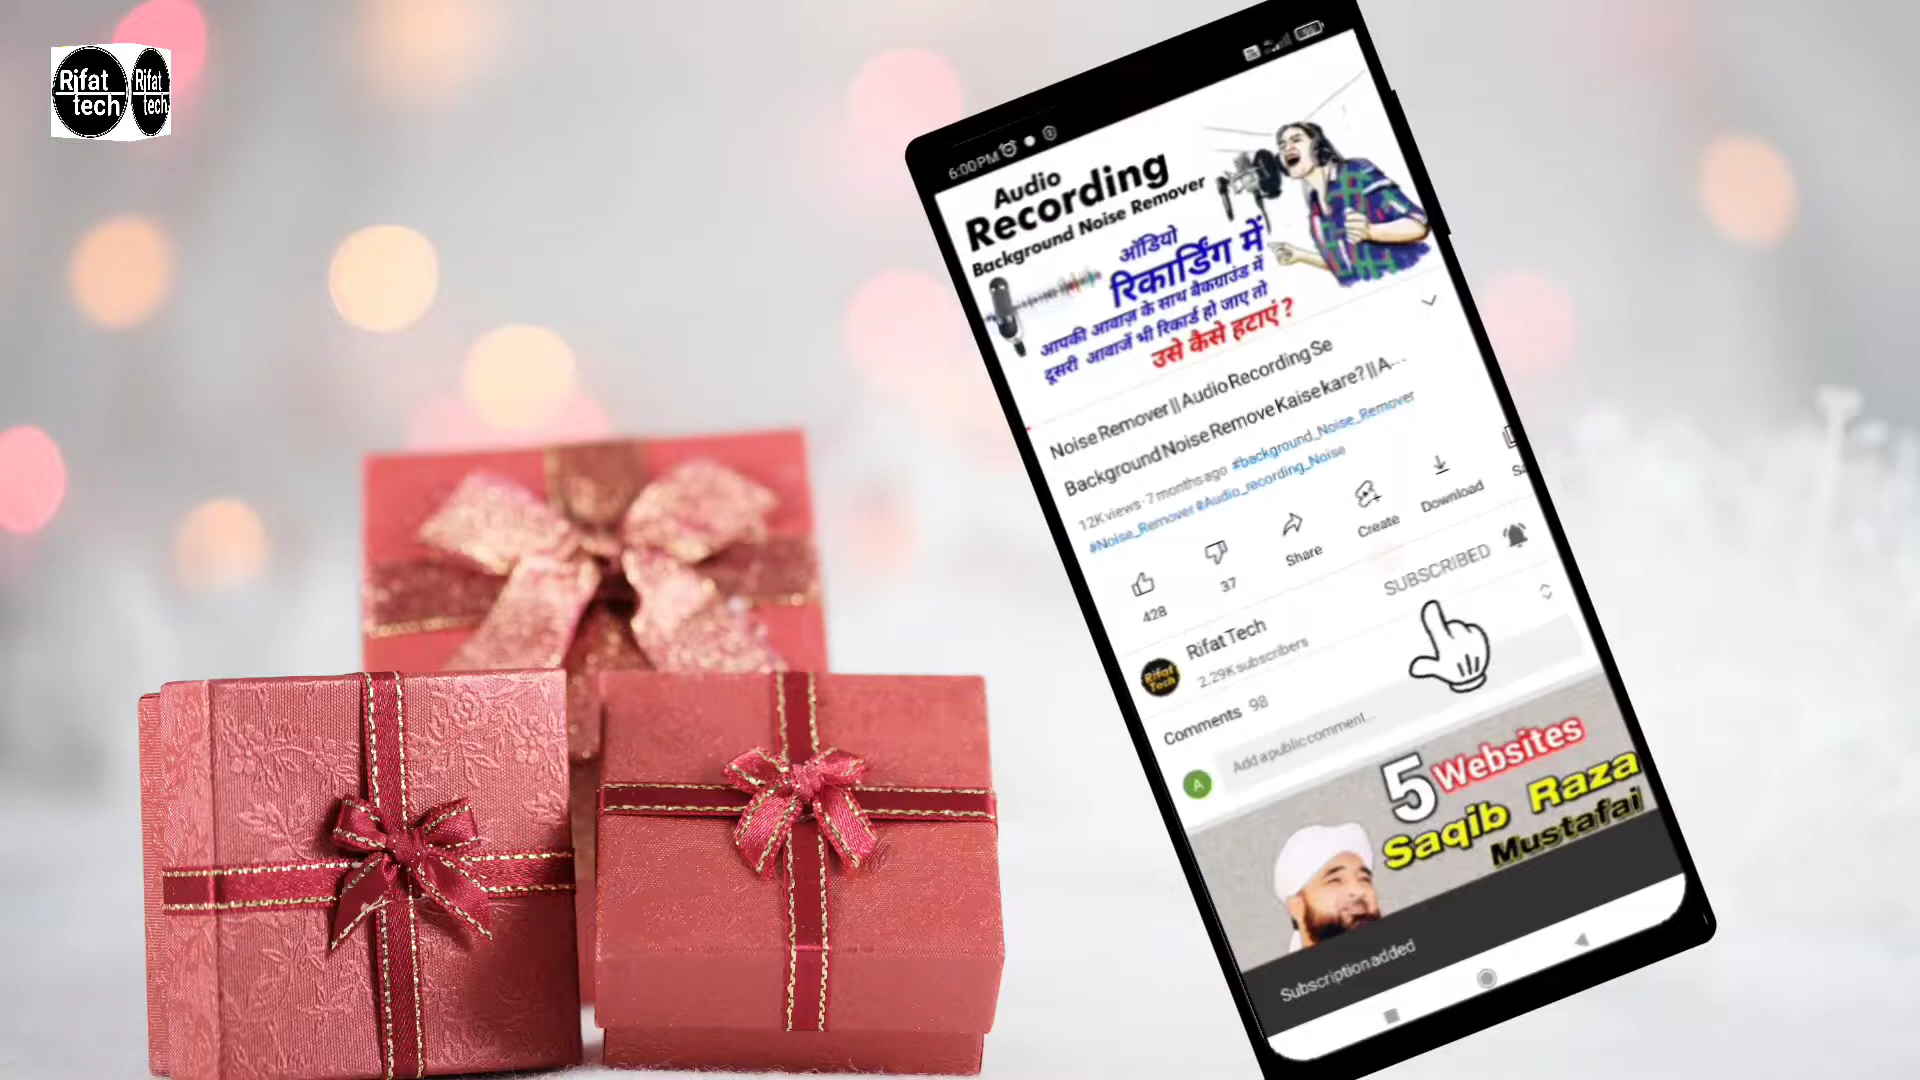 Rifat
tech
Rifat
tech
6:00 PM
Audio
Recording
Background Noise Remover
ऑडियो
रिकार्डिंग में
आपकी आवाज़ के साथ बैकग्राउंड में
दूसरी आवाजें भी रिकार्ड हो जाए तो
उसे कैसे हटाएं ?
Noise Remover || Audio Recording Se
Background Noise Remove Kaise kare? || A...
12K views · 7 months ago #background_Noise_Remover
#Noise_Remover #Audio_recording_Noise
428
37
Share
Create
Download
Rifat Tech
2.29K subscribers
SUBSCRIBED
Rifat
Tech
Comments 98
A
Add a public comment...
5 Websites
Saqib Raza
Mustafai
Subscription added